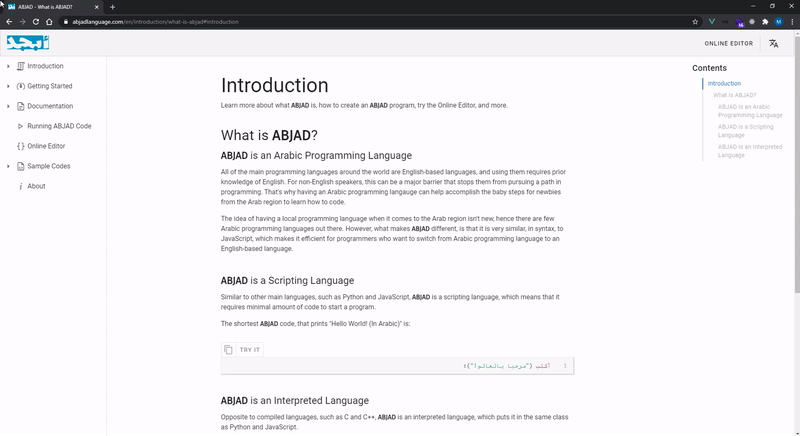 ABJAD - What is ABJAD?
abjadlanguage.com/en/introduction/what-is-abjad#introduction
أبجد
ONLINE EDITOR
Introduction
Getting Started
Documentation
Running ABJAD Code
Online Editor
Sample Codes
About
Introduction
Learn more about what ABJAD is, how to create an ABJAD program, try the Online Editor, and more.
What is ABJAD?
ABJAD is an Arabic Programming Language
All of the main programming languages around the world are English-based languages, and using them requires prior
knowledge of English. For non-English speakers, this can be a major barrier that stops them from pursuing a path in
programming. That's why having an Arabic programming langauge can help accomplish the baby steps for newbies
from the Arab region to learn how to code.
The idea of having a local programming language when it comes to the Arab region isn't new, hence there are few
Arabic programming languages out there. However, what makes ABJAD different, is that it is very similar, in syntax, to
JavaScript, which makes it efficient for programmers who want to switch from Arabic programming language to an
English-based language.
ABJAD is a Scripting Language
Similar to other main languages, such as Python and JavaScript, ABJAD is a scripting language, which means that it
requires minimal amount of code to start a program.
The shortest ABJAD code, that prints "Hello World! (In Arabic)" is:
TRY IT
أكتب ("مرحبا بالعالم!")؛
ABJAD is an Interpreted Language
Opposite to compiled languages, such as C and C++, ABJAD is an interpreted language, which puts it in the same class
as Python and JavaScript.
Contents
Introduction
What is ABJAD?
ABJAD is an Arabic
Programming Language
ABJAD is a Scripting
Language
ABJAD is an Interpreted
Language